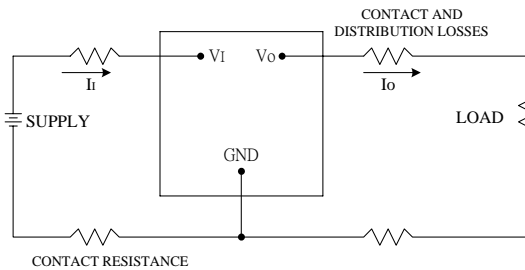 CONTACT AND
DISTRIBUTION LOSSES
VI
VO
II
IO
SUPPLY
LOAD
GND
CONTACT RESISTANCE